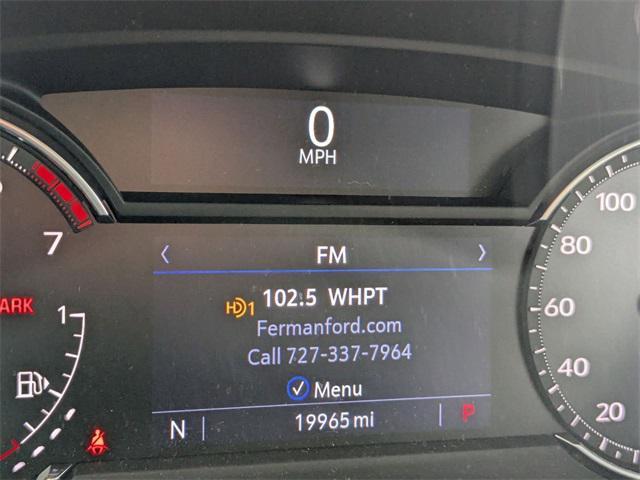 0
MPH
FM
HD1 102.5 WHPT
Fermanford.com
Call 727-337-7964
Menu
N 19965 mi P
7
ARK
1
100
80
60
40
20